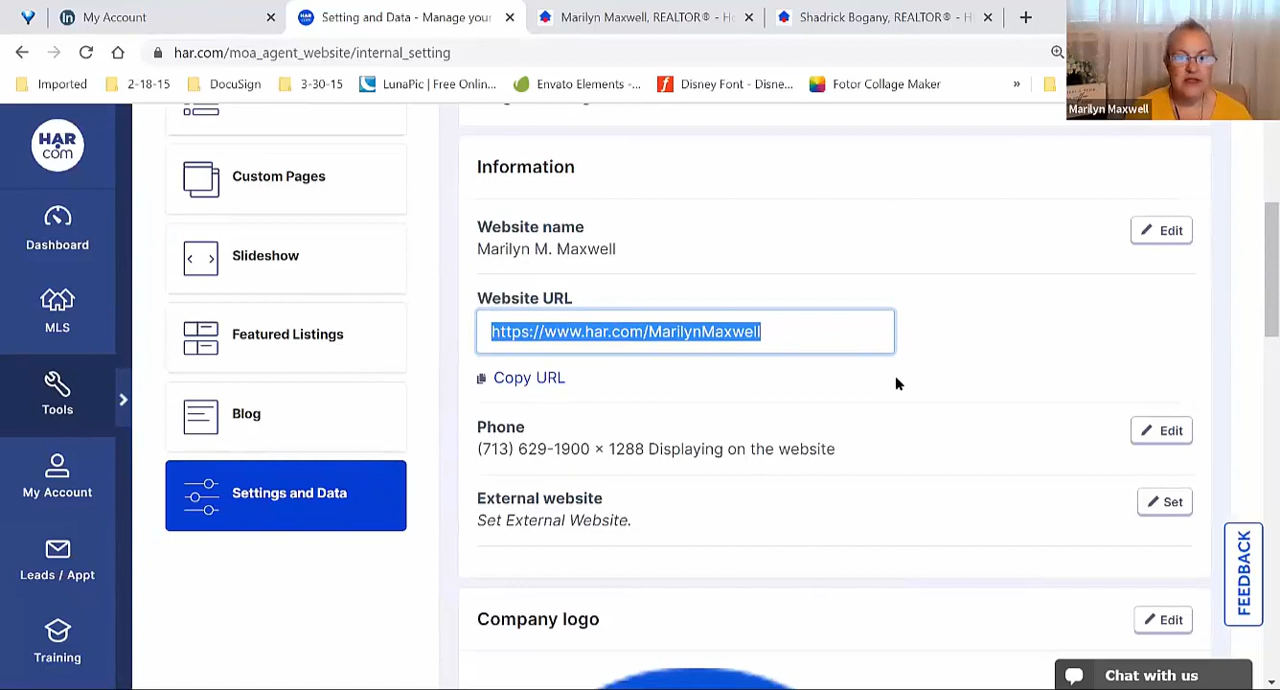 My Account
Setting and Data - Manage your
Marilyn Maxwell, REALTOR® - H
Shadrick Bogany, REALTOR® - H
har.com/moa_agent_website/internal_setting
Imported
2-18-15
DocuSign
3-30-15
LunaPic | Free Onlin...
Envato Elements -...
Disney Font - Disne...
Fotor Collage Maker
»
Marilyn Maxwell
HAR
com
Dashboard
MLS
Tools
My Account
Leads / Appt
Training
Custom Pages
Slideshow
Featured Listings
Blog
Settings and Data
Information
Website name
Marilyn M. Maxwell
Edit
Website URL
https://www.har.com/MarilynMaxwell
Copy URL
Phone
(713) 629-1900 × 1288 Displaying on the website
Edit
External website
Set External Website.
Set
Company logo
Edit
FEEDBACK
Chat with us